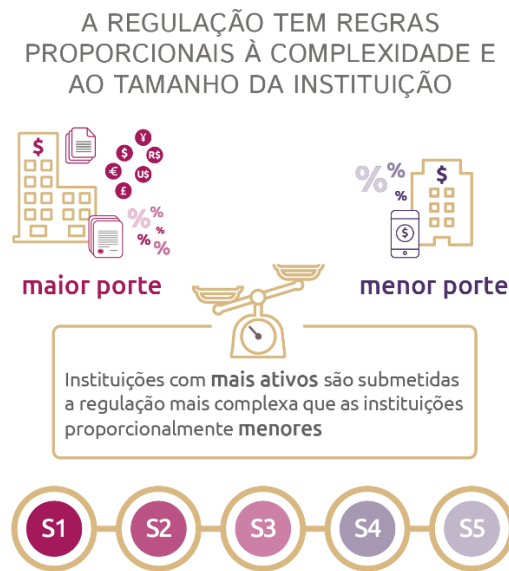 A REGULAÇÃO TEM REGRAS
PROPORCIONAIS À COMPLEXIDADE E
AO TAMANHO DA INSTITUIÇÃO
$
¥
$
R$
€
U$
£
%%%
%%
maior porte
%%
%
$
$
menor porte
Instituições com mais ativos são submetidas
a regulação mais complexa que as instituições
proporcionalmente menores
S1
S2
S3
S4
S5